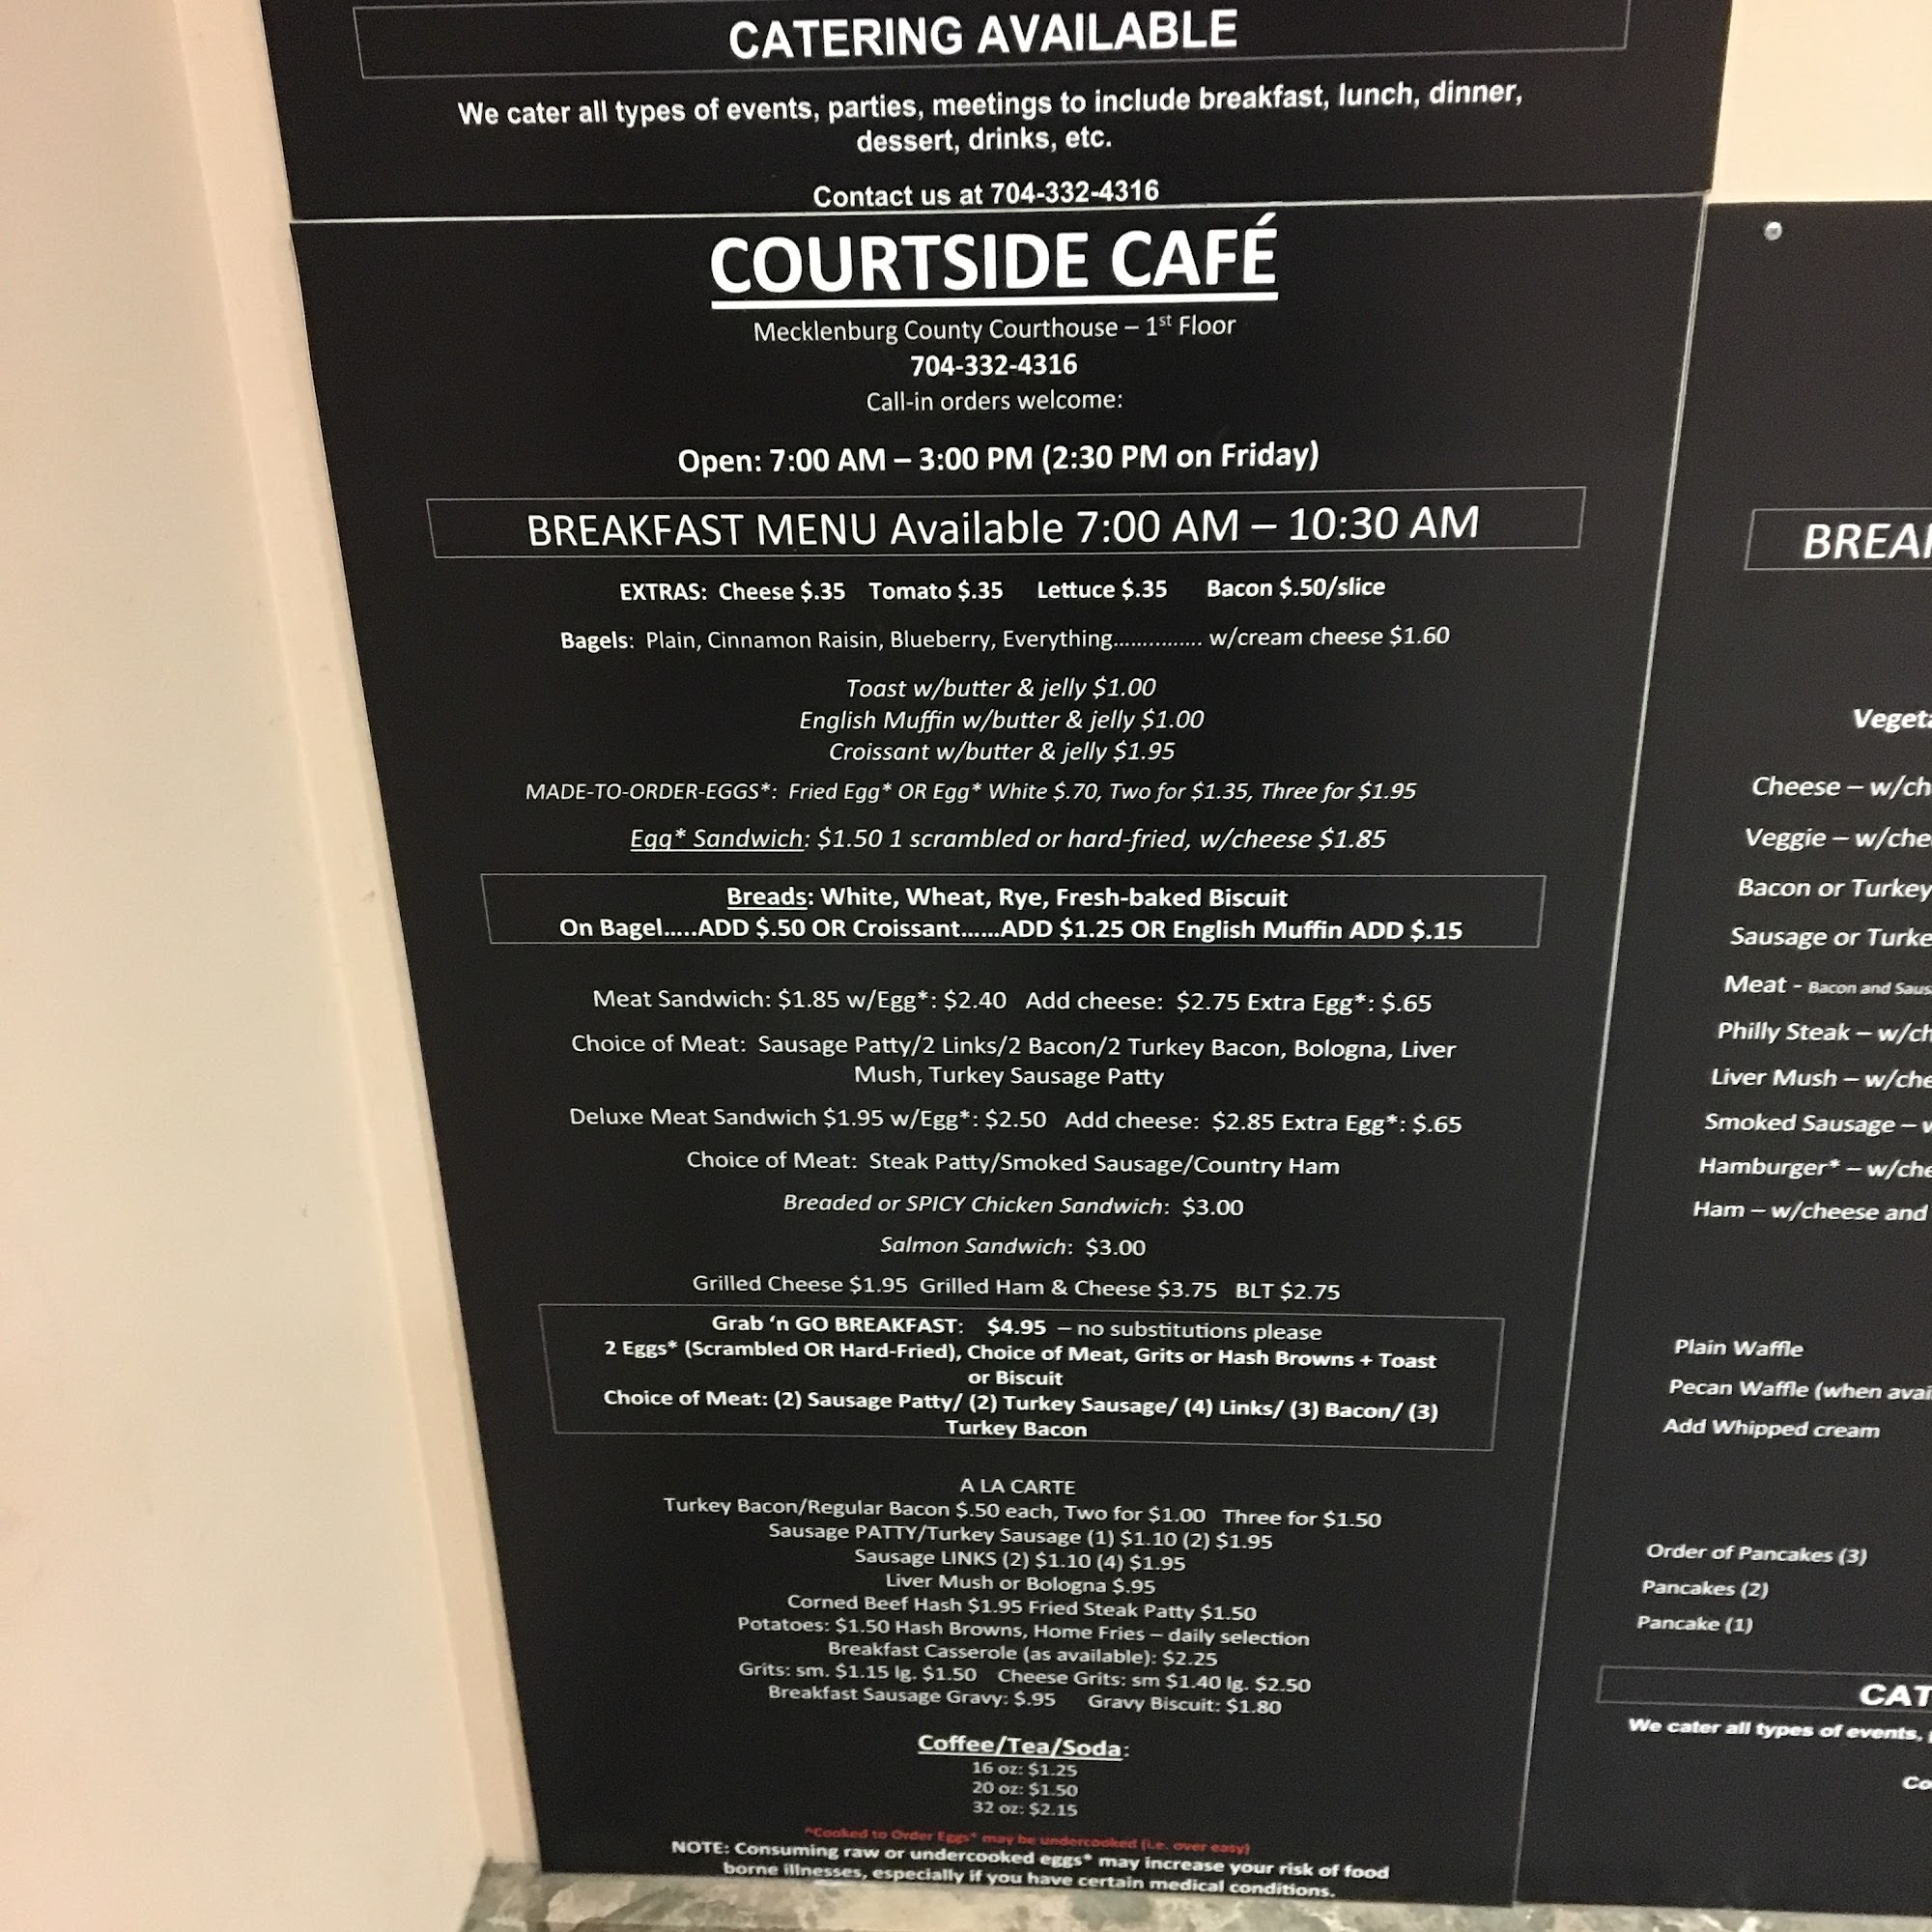 CATERING AVAILABLE
We cater all types of events, parties, meetings to include breakfast, lunch, dinner,
dessert, drinks, etc.
Contact us at 704-332-4316
COURTSIDE CAFÉ
Mecklenburg County Courthouse – 1st Floor
704-332-4316
Call-in orders welcome:
Open: 7:00 AM – 3:00 PM (2:30 PM on Friday)
BREAKFAST MENU Available 7:00 AM – 10:30 AM
EXTRAS: Cheese $.35 Tomato $.35 Lettuce $.35 Bacon $.50/slice
Bagels: Plain, Cinnamon Raisin, Blueberry, Everything............... w/cream cheese $1.60
Toast w/butter & jelly $1.00
English Muffin w/butter & jelly $1.00
Croissant w/butter & jelly $1.95
MADE-TO-ORDER-EGGS*: Fried Egg* OR Egg* White $.70, Two for $1.35, Three for $1.95
Egg* Sandwich: $1.50 1 scrambled or hard-fried, w/cheese $1.85
Breads: White, Wheat, Rye, Fresh-baked Biscuit
On Bagel.....ADD $.50 OR Croissant......ADD $1.25 OR English Muffin ADD $.15
Meat Sandwich: $1.85 w/Egg*: $2.40 Add cheese: $2.75 Extra Egg*: $.65
Choice of Meat: Sausage Patty/2 Links/2 Bacon/2 Turkey Bacon, Bologna, Liver
Mush, Turkey Sausage Patty
Deluxe Meat Sandwich $1.95 w/Egg*: $2.50 Add cheese: $2.85 Extra Egg*: $.65
Choice of Meat: Steak Patty/Smoked Sausage/Country Ham
Breaded or SPICY Chicken Sandwich: $3.00
Salmon Sandwich: $3.00
Grilled Cheese $1.95 Grilled Ham & Cheese $3.75 BLT $2.75
Grab ‘n GO BREAKFAST: $4.95 – no substitutions please
2 Eggs* (Scrambled OR Hard-Fried), Choice of Meat, Grits or Hash Browns + Toast
or Biscuit
Choice of Meat: (2) Sausage Patty/ (2) Turkey Sausage/ (4) Links/ (3) Bacon/ (3)
Turkey Bacon
A LA CARTE
Turkey Bacon/Regular Bacon $.50 each, Two for $1.00 Three for $1.50
Sausage PATTY/Turkey Sausage (1) $1.10 (2) $1.95
Sausage LINKS (2) $1.10 (4) $1.95
Liver Mush or Bologna $.95
Corned Beef Hash $1.95 Fried Steak Patty $1.50
Potatoes: $1.50 Hash Browns, Home Fries – daily selection
Breakfast Casserole (as available): $2.25
Grits: sm. $1.15 lg. $1.50 Cheese Grits: sm $1.40 lg. $2.50
Breakfast Sausage Gravy: $.95 Gravy Biscuit: $1.80
Coffee/Tea/Soda:
16 oz: $1.25
20 oz: $1.50
32 oz: $2.15
*Cooked to Order Eggs* may be undercooked (i.e. over easy)
NOTE: Consuming raw or undercooked eggs* may increase your risk of food
borne illnesses, especially if you have certain medical conditions.
BREA
Veget
Cheese – w/ch
Veggie – w/che
Bacon or Turkey
Sausage or Turke
Meat - Bacon and Saus
Philly Steak – w/ch
Liver Mush – w/che
Smoked Sausage – w
Hamburger* – w/che
Ham – w/cheese and
Plain Waffle
Pecan Waffle (when avai
Add Whipped cream
Order of Pancakes (3)
Pancakes (2)
Pancake (1)
CAT
We cater all types of events,
Co